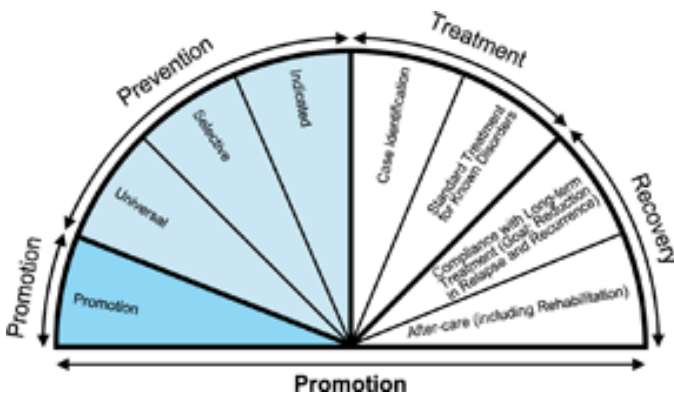 Prevention
Treatment
Promotion
Recovery
Promotion
Universal
Selective
Indicated
Case Identification
Standard Treatment
for Known Disorders
Compliance with Long-term
Treatment (Goal: Reduction
in Relapse and Recurrence)
After-care (including Rehabilitation)
Promotion